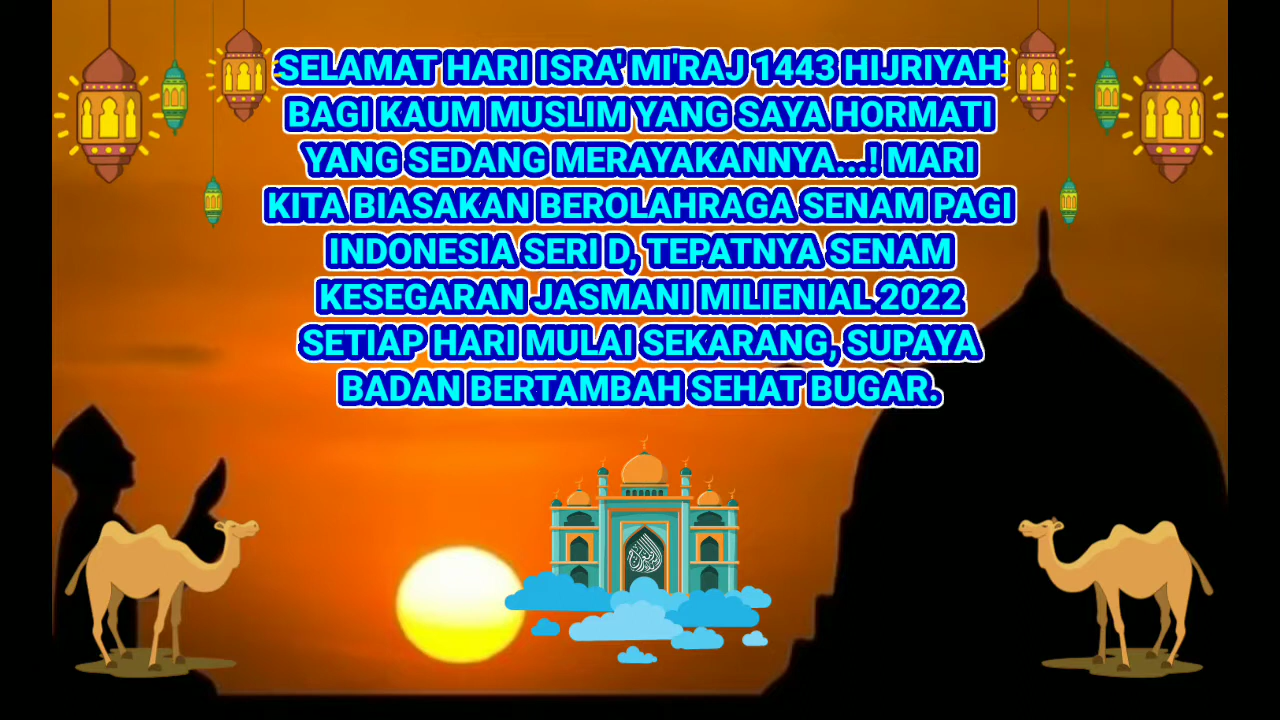 SELAMAT HARI ISRA' MI'RAJ 1443 HIJRIYAH
BAGI KAUM MUSLIM YANG SAYA HORMATI
YANG SEDANG MERAYAKANNYA...! MARI
KITA BIASAKAN BEROLAHRAGA SENAM PAGI
INDONESIA SERI D, TEPATNYA SENAM
KESEGARAN JASMANI MILIENIAL 2022
SETIAP HARI MULAI SEKARANG, SUPAYA
BADAN BERTAMBAH SEHAT BUGAR.